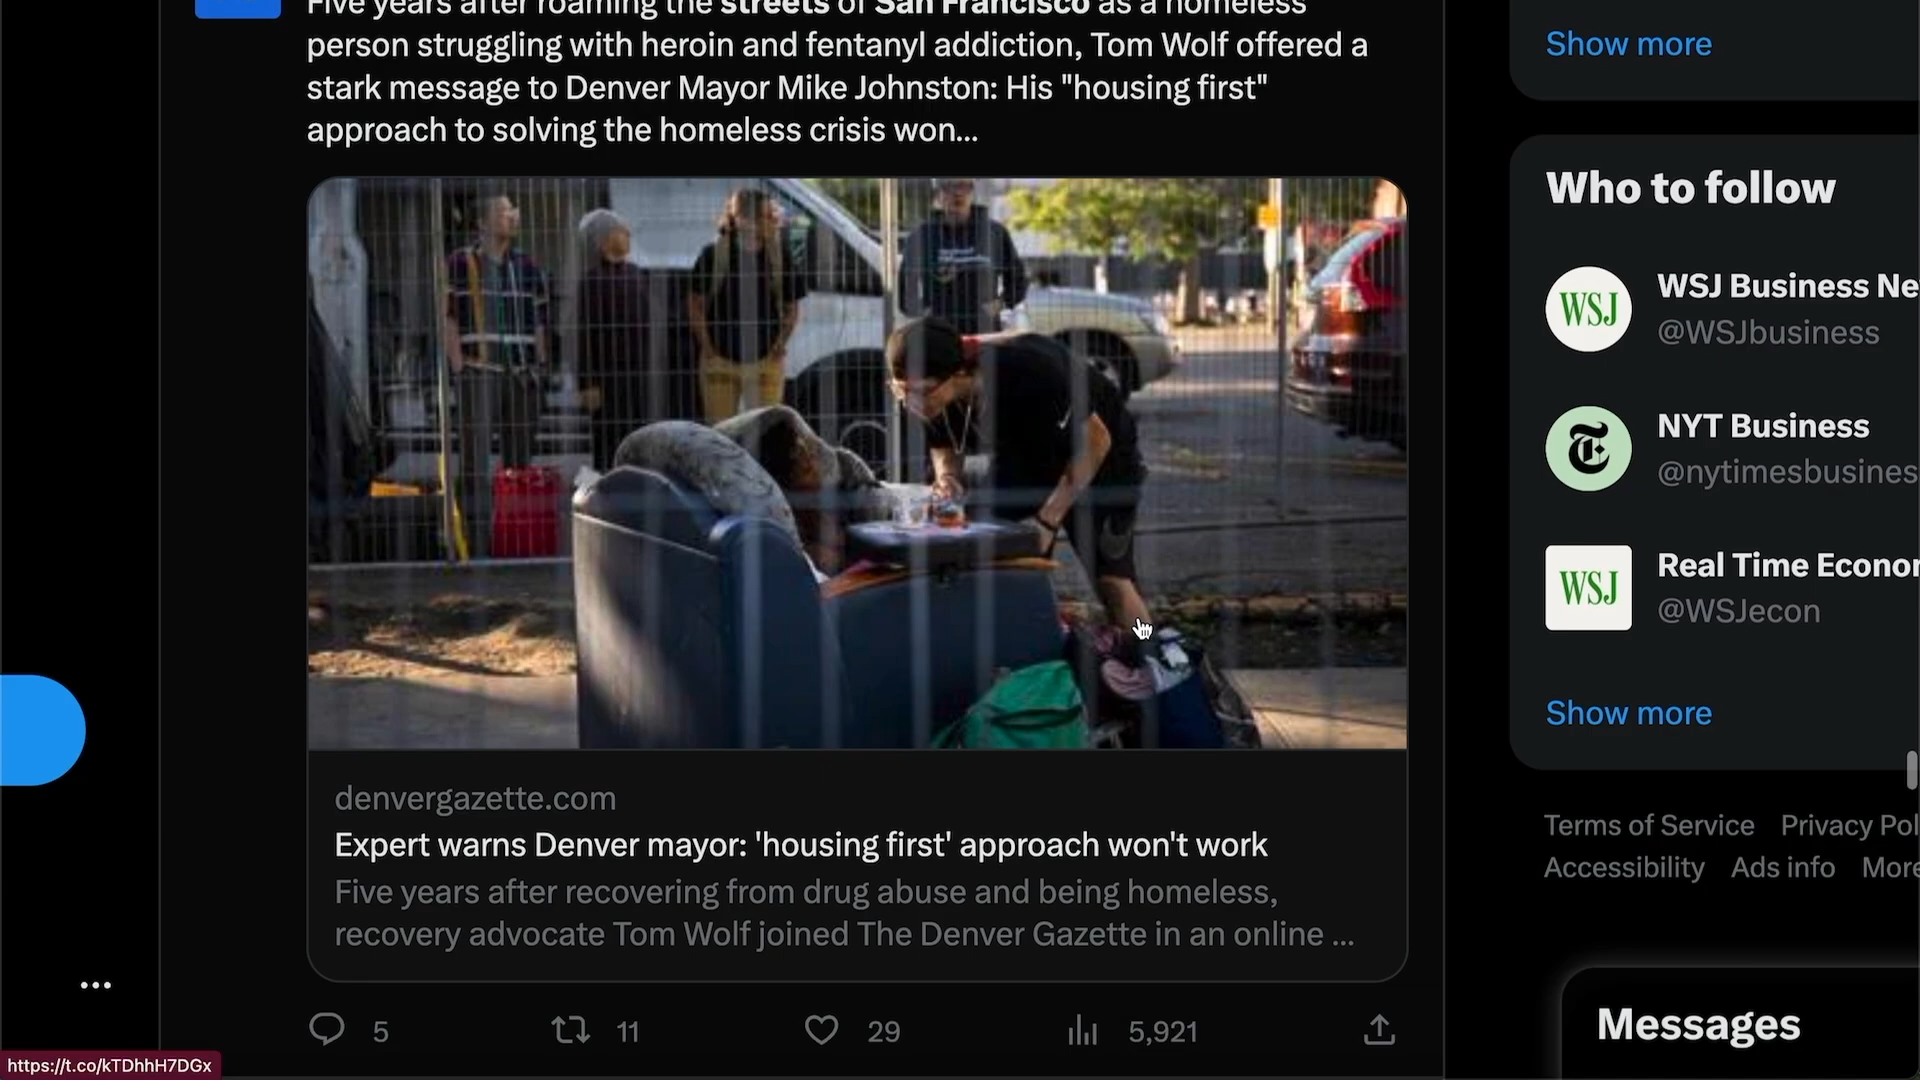 Five years after roaming the streets of San Francisco as a homeless
person struggling with heroin and fentanyl addiction, Tom Wolf offered a
stark message to Denver Mayor Mike Johnston: His "housing first"
approach to solving the homeless crisis won...
denvergazette.com
Expert warns Denver mayor: 'housing first' approach won't work
Five years after recovering from drug abuse and being homeless,
recovery advocate Tom Wolf joined The Denver Gazette in an online ...
5
11
29
5,921
https://t.co/kTDhhH7DGx
Show more
Who to follow
WSJ
WSJ Business Ne
@WSJbusiness
NYT Business
@nytimesbusines
WSJ
Real Time Econor
@WSJecon
Show more
Terms of Service Privacy Pol
Accessibility Ads info More
Messages